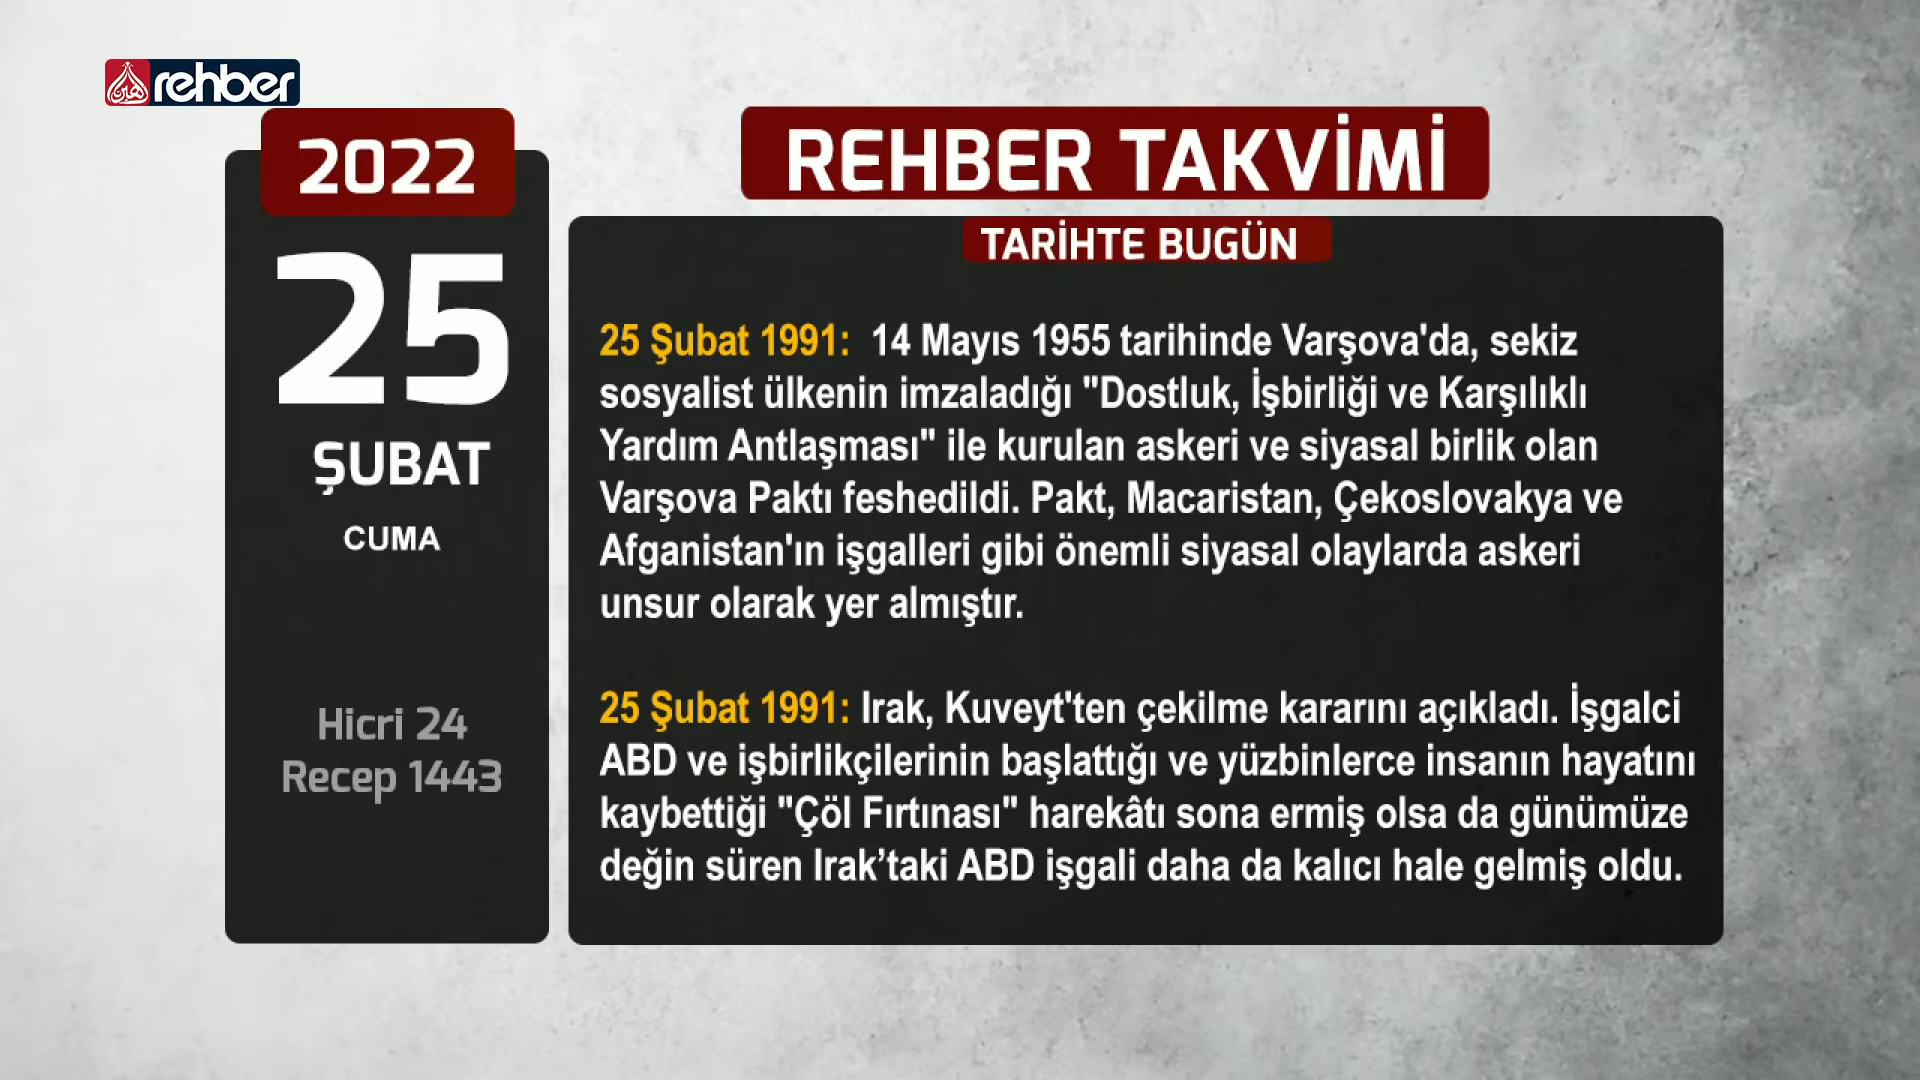 rehber
2022
25
ŞUBAT
CUMA
Hicri 24
Recep 1443
REHBER TAKVİMİ
TARİHTE BUGÜN
25 Şubat 1991: 14 Mayıs 1955 tarihinde Varşova'da, sekiz
sosyalist ülkenin imzaladığı "Dostluk, İşbirliği ve Karşılıklı
Yardım Antlaşması" ile kurulan askeri ve siyasal birlik olan
Varşova Paktı feshedildi. Pakt, Macaristan, Çekoslovakya ve
Afganistan'ın işgalleri gibi önemli siyasal olaylarda askeri
unsur olarak yer almıştır.
25 Şubat 1991: Irak, Kuveyt'ten çekilme kararını açıkladı. İşgalci
ABD ve işbirlikçilerinin başlattığı ve yüzbinlerce insanın hayatını
kaybettiği "Çöl Fırtınası" harekâtı sona ermiş olsa da günümüze
değin süren Irak’taki ABD işgali daha da kalıcı hale gelmiş oldu.